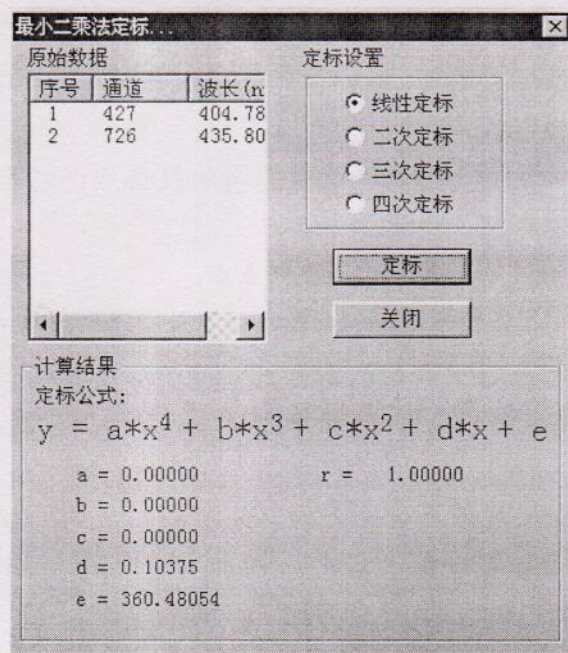 最小二乘法定标...
原始数据
序号 通道 波长(n
1 427 404.78
2 726 435.80
定标设置
线性定标
二次定标
三次定标
四次定标
定标
关闭
计算结果
定标公式:
y = a*x⁴ + b*x³ + c*x² + d*x + e
a = 0.00000 r = 1.00000
b = 0.00000
c = 0.00000
d = 0.10375
e = 360.48054